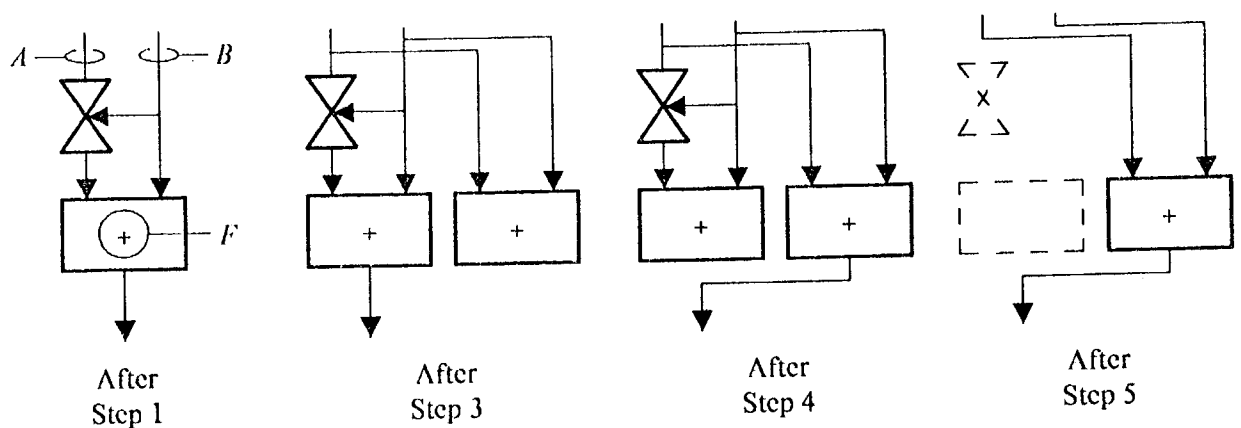 A
B
+
F
After
Step 1
+
+
After
Step 3
+
+
After
Step 4
x
+
After
Step 5